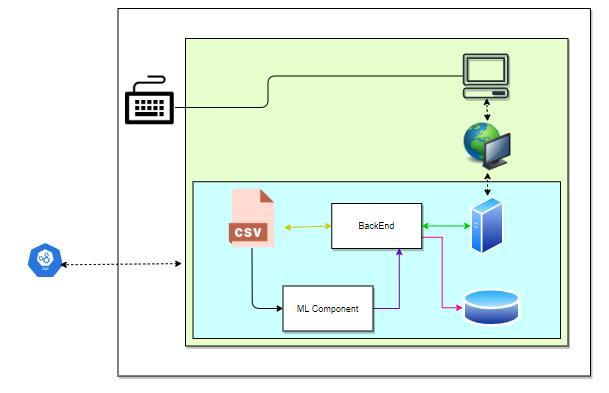 CSV
BackEnd
ML Component